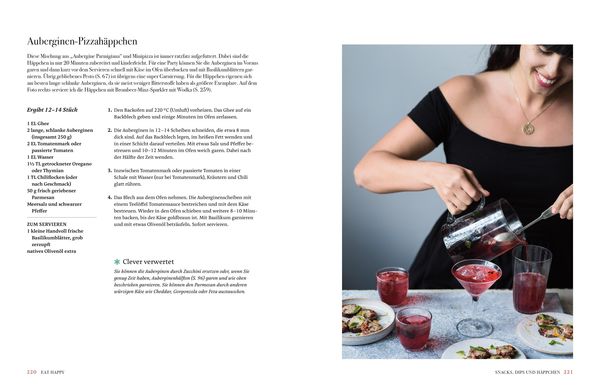 Auberginen-Pizzahäppchen
Diese Mischung aus „Aubergine Parmigiana“ und Minipizza ist immer ratzfatz aufgefuttert. Dabei sind die
Häppchen in nur 20 Minuten zubereitet und kinderleicht. Für eine Party können Sie die Auberginen im Voraus
garen und dann kurz vor dem Servieren schnell mit Käse im Ofen überbacken und mit Basilikumblättern gar-
nieren. Übrig gebliebenes Pesto (S. 67) ist übrigens eine super Garnierung. Für die Häppchen eignen sich
am besten lange schlanke Auberginen, da sie meist weniger Bitterstoffe haben als größere Exemplare. Auf dem
Foto rechts serviere ich die Häppchen mit Brombeer-Minz-Sparkler mit Wodka (S. 259).
Ergibt 12–14 Stück
1 EL Ghee
2 lange, schlanke Auberginen
(insgesamt 250 g)
2 EL Tomatenmark oder
passierte Tomaten
1 EL Wasser
1½ TL getrockneter Oregano
oder Thymian
1 TL Chiliflocken (oder
nach Geschmack)
50 g frisch geriebener
Parmesan
Meersalz und schwarzer
Pfeffer
ZUM SERVIEREN
1 kleine Handvoll frische
Basilikumblätter, grob
zerzupft
natives Olivenöl extra
1. Den Backofen auf 220 °C (Umluft) vorheizen. Das Ghee auf ein
Backblech geben und einige Minuten im Ofen zerlassen.
2. Die Auberginen in 12–14 Scheiben schneiden, die etwa 8 mm
dick sind. Auf das Backblech legen, im heißen Fett wenden und
in einer Schicht darauf verteilen. Mit etwas Salz und Pfeffer be-
streuen und 10–12 Minuten im Ofen weich garen. Dabei nach
der Hälfte der Zeit wenden.
3. Inzwischen Tomatenmark oder passierte Tomaten in einer
Schale mit Wasser (nur bei Tomatenmark), Kräutern und Chili
glatt rühren.
4. Das Blech aus dem Ofen nehmen. Die Auberginenscheiben mit
einem Teelöffel Tomatensauce bestreichen und mit dem Käse
bestreuen. Wieder in den Ofen schieben und weitere 8–10 Minu-
ten backen, bis der Käse goldbraun ist. Mit Basilikum garnieren
und mit etwas Olivenöl beträufeln. Sofort servieren.
Clever verwertet
Sie können die Auberginen durch Zucchini ersetzen oder, wenn Sie
genug Zeit haben, Auberginenhälften (S. 96) garen und wie oben
beschrieben garnieren. Sie können den Parmesan durch anderen
würzigen Käse wie Cheddar, Gorgonzola oder Feta austauschen.
220 EAT HAPPY
SNACKS, DIPS UND HÄPPCHEN 221